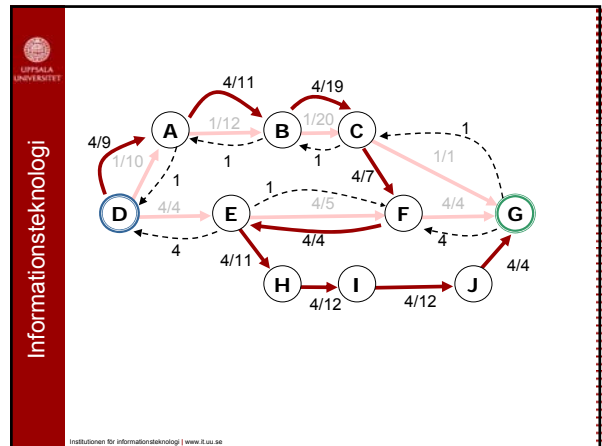 UPPSALA
UNIVERSITET
Informationsteknologi
4/11
4/19
A
1/12
B
1/20
C
1
4/9
1/10
1
1
1/1
1
4/7
D
4/4
E
1
4/5
F
4/4
G
4
4/4
4
4/11
4/4
H
4/12
I
4/12
J
Institutionen för informationsteknologi | www.it.uu.se